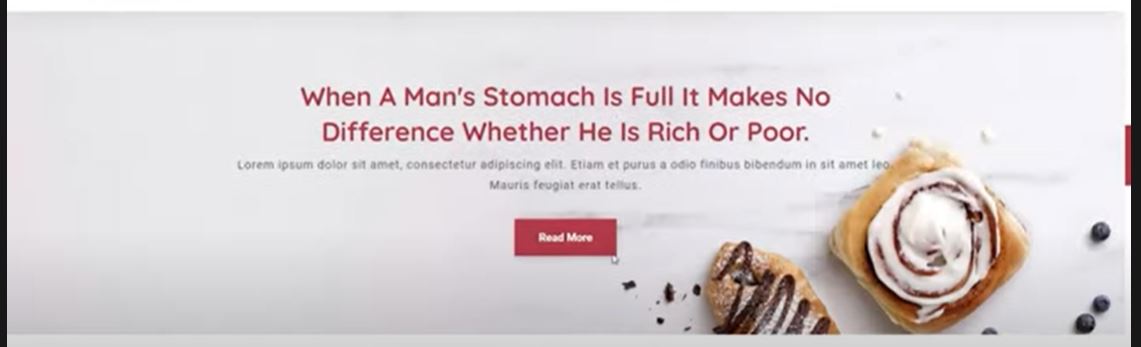 When A Man's Stomach Is Full It Makes No
Difference Whether He Is Rich Or Poor.
Lorem ipsum dolor sit amet, consectetur adipiscing elit. Etiam et purus a odio finibus bibendum in sit amet leo.
Mauris feugiat erat tellus.
Read More